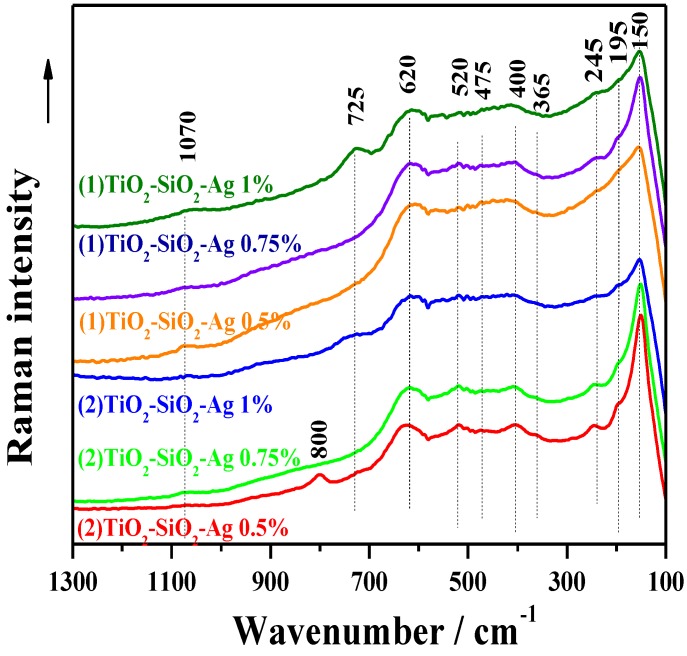 150
195
245
620
520
475
400
365
725
1070
(1)TiO₂-SiO₂-Ag 1%
(1)TiO₂-SiO₂-Ag 0.75%
(1)TiO₂-SiO₂-Ag 0.5%
(2)TiO₂-SiO₂-Ag 1%
800
(2)TiO₂-SiO₂-Ag 0.75%
(2)TiO₂-SiO₂-Ag 0.5%
Raman intensity
1300 1100 900 700 500 300 100
Wavenumber / cm⁻¹